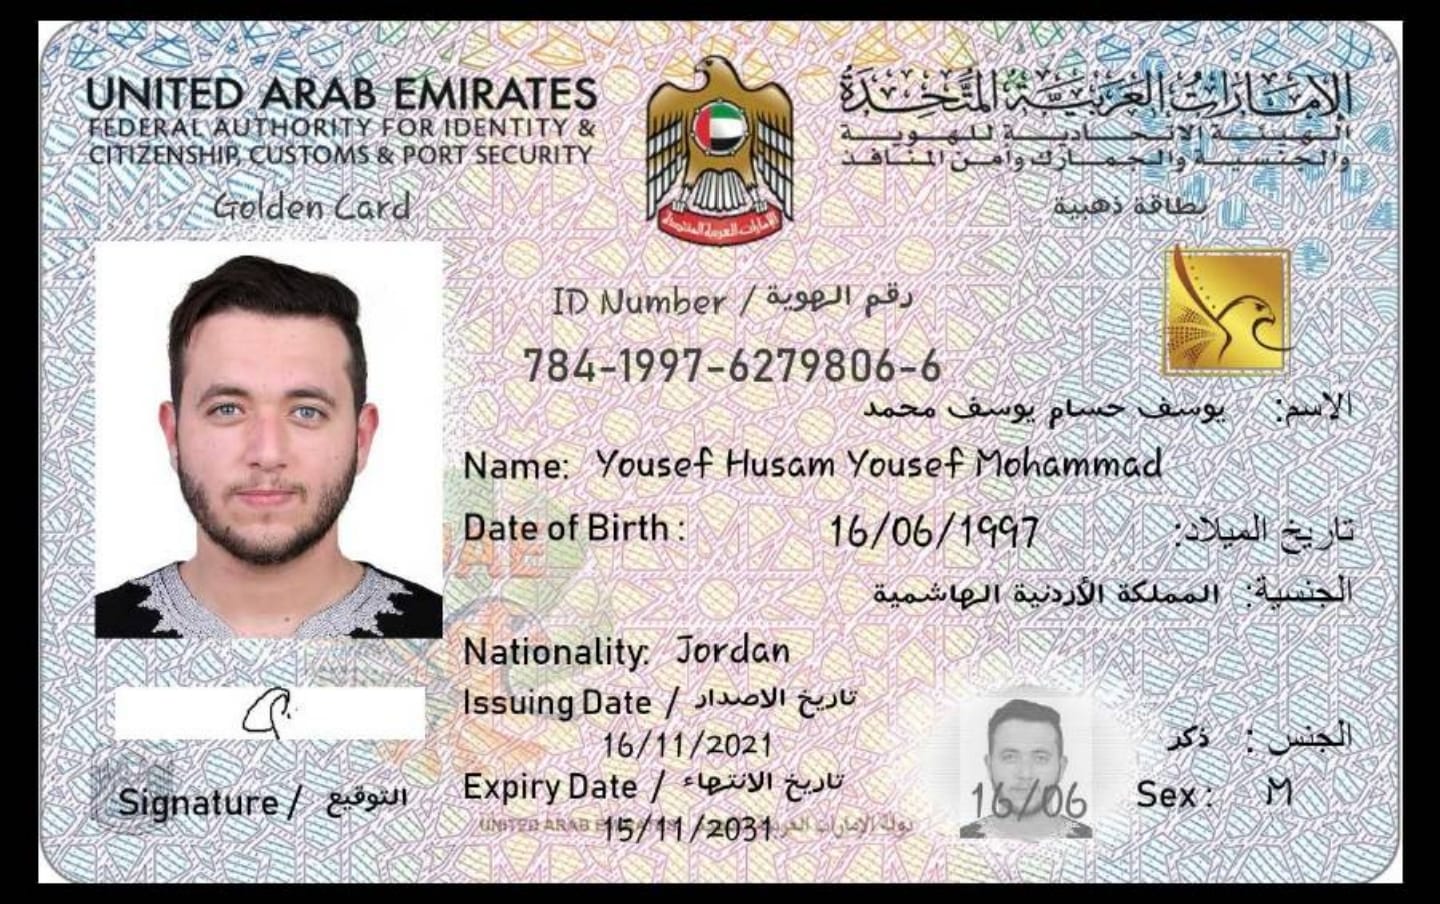 UNITED ARAB EMIRATES
FEDERAL AUTHORITY FOR IDENTITY &
CITIZENSHIP, CUSTOMS & PORT SECURITY
Golden Card
الإمارات العربية المتحدة
الهيئة الاتحادية للهوية
والجنسية والجمارك وأمن المنافذ
بطاقة ذهبية
الإمارات العربية المتحدة
ID Number / رقم الهوية
784-1997-6279806-6
الإسم: يوسف حسام يوسف محمد
Name: Yousef Husam Yousef Mohammad
Date of Birth : 16/06/1997 تاريخ الميلاد:
الجنسية: المملكة الأردنية الهاشمية
Nationality: Jordan
Issuing Date / تاريخ الاصدار
16/11/2021
الجنس : ذكر
Expiry Date / تاريخ الانتهاء
15/11/2031
Sex: M
16/06
Signature / التوقيع
UAE
UNITED ARAB EMIRATES دولة الإمارات العربية